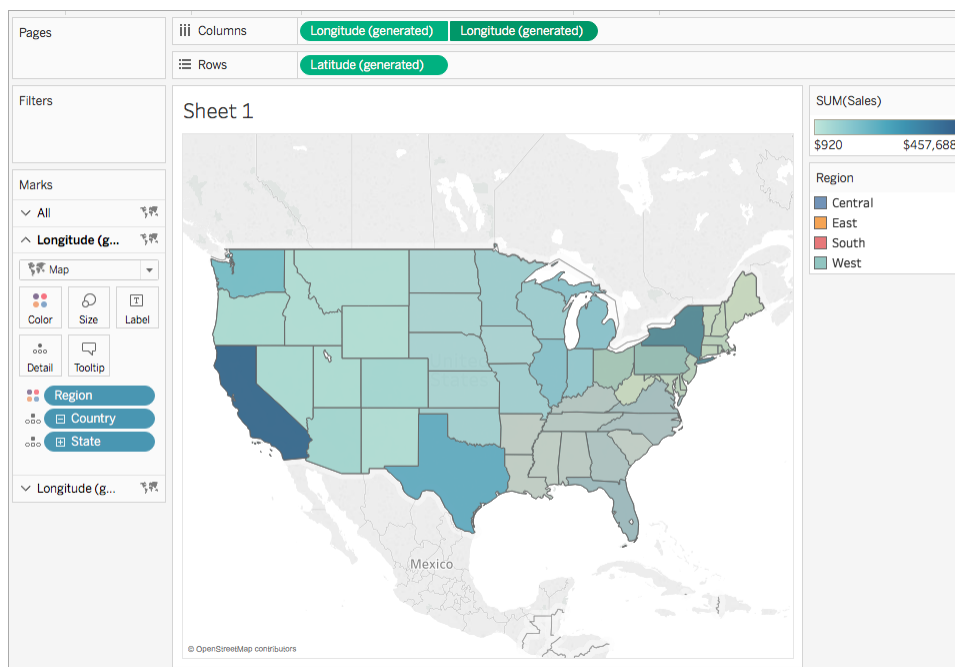 Pages
iii Columns
Longitude (generated)
Longitude (generated)
Rows
Latitude (generated)
Filters
Marks
All
Longitude (g...
Map
Color
Size
Label
Detail
Tooltip
Region
Country
State
Longitude (g...
Sheet 1
Mexico
© OpenStreetMap contributors
SUM(Sales)
$920 $457,688
Region
Central
East
South
West